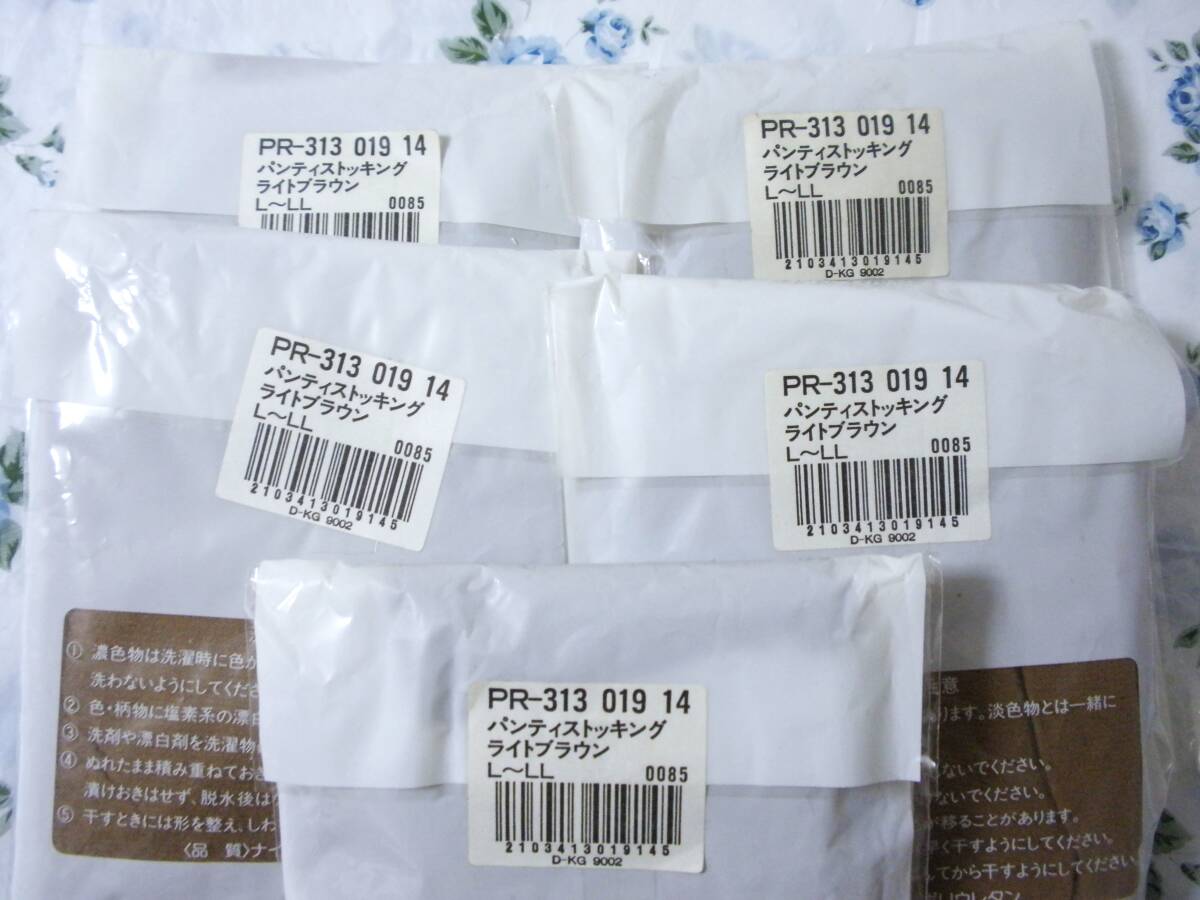 PR-313 019 14
パンティストッキング
ライトブラウン
L〜LL 0085
PR-313 019 14
パンティストッキング
ライトブラウン
L〜LL 0085
2103413019145
D-KG 9002
PR-313 019 14
パンティストッキング
ライトブラウン
L〜LL 0085
2103413019145
D-KG 9002
PR-313 019 14
パンティストッキング
ライトブラウン
L〜LL 0085
2103413019145
D-KG 9002
① 濃色物は洗濯時に色が
洗わないようにしてくださ
② 色・柄物に塩素系の漂白
③ 洗剤や漂白剤を洗濯物
④ ぬれたまま積み重ねておき
漬けおきはせず、脱水後は
⑤ 干すときには形を整え、しわ
〈品 質〉ナイ
PR-313 019 14
パンティストッキング
ライトブラウン
L〜LL 0085
2103413019145
D-KG 9002
注意
ります。淡色物とは一緒に
ないでください。
ないでください。
が移ることがあります。
早く干すようにしてください。
てから干すようにしてください。
ポリウレタン